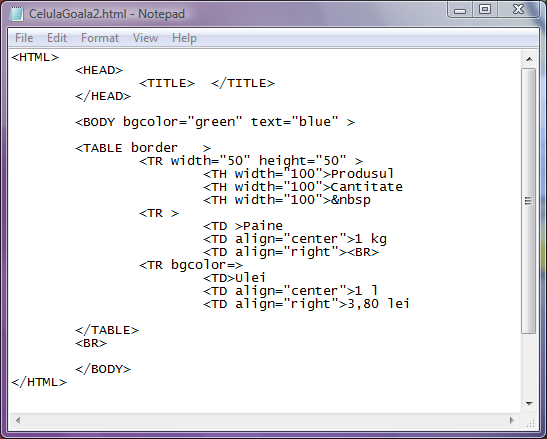 CelulaGoala2.html - Notepad
File Edit Format View Help
<HTML>
<HEAD>
<TITLE>  </TITLE>
</HEAD>
<BODY bgcolor="green" text="blue" >
<TABLE border   >
<TR width="50" height="50" >
<TH width="100">Produsul
<TH width="100">Cantitate
<TH width="100">&nbsp
<TR >
<TD >Paine
<TD align="center">1 kg
<TD align="right"><BR>
<TR bgcolor=>
<TD>Ulei
<TD align="center">1 l
<TD align="right">3,80 lei
</TABLE>
<BR>
</BODY>
</HTML>